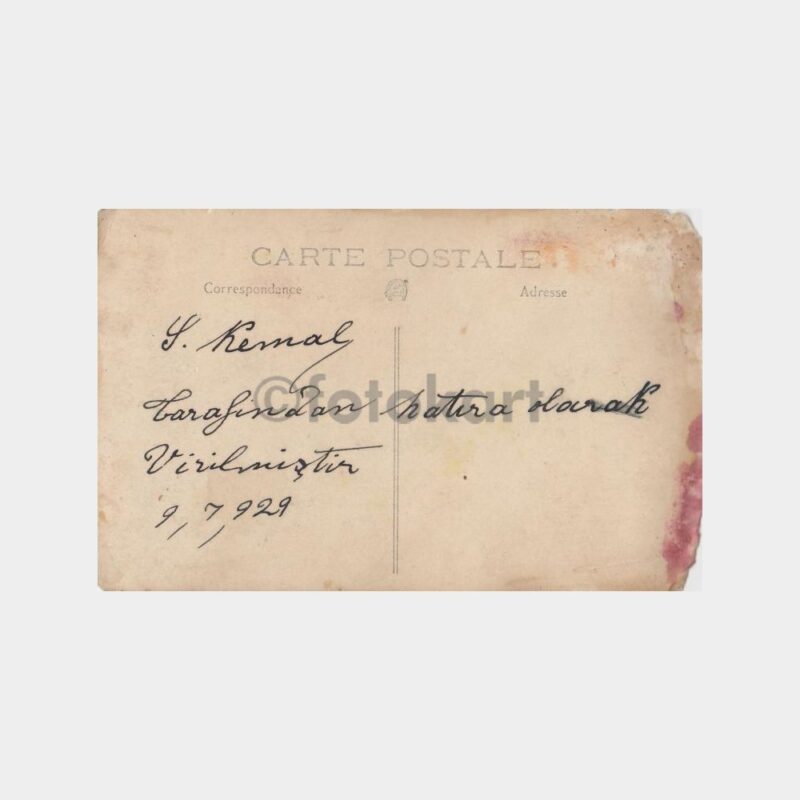 CARTE POSTALE
Correspondance
Adresse
S. Kemal
tarafından hatıra olarak
Virilmiştir
9, 7, 929
©fotokart